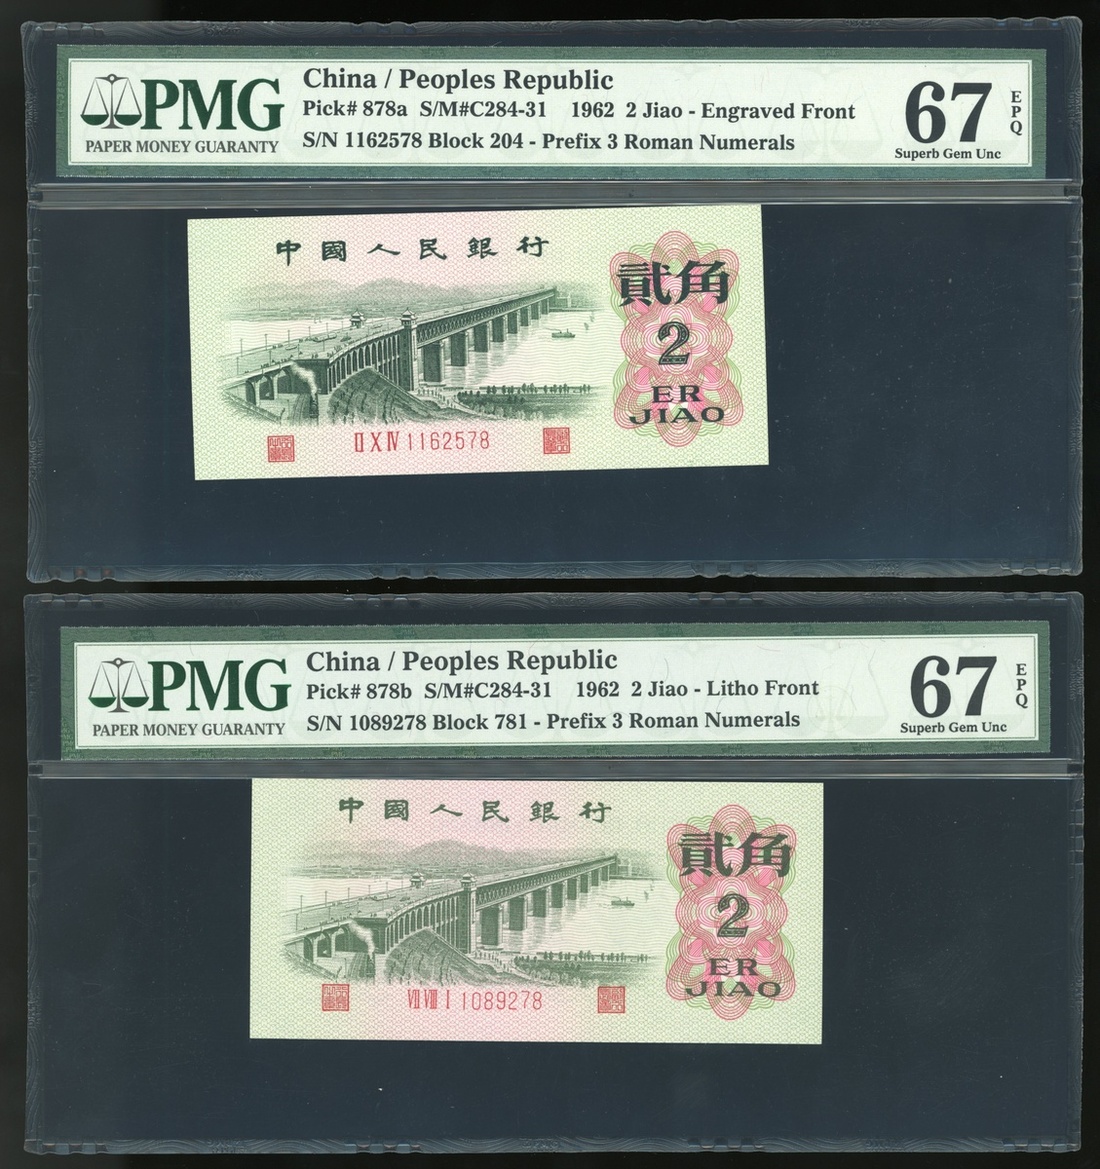 PMG
PAPER MONEY GUARANTY
China / Peoples Republic
Pick# 878a S/M#C284-31 1962 2 Jiao - Engraved Front
S/N 1162578 Block 204 - Prefix 3 Roman Numerals
67
EPQ
Superb Gem Unc
中國人民銀行
貳角
2
ER
JIAO
II X IV 1162578
PMG
PAPER MONEY GUARANTY
China / Peoples Republic
Pick# 878b S/M#C284-31 1962 2 Jiao - Litho Front
S/N 1089278 Block 781 - Prefix 3 Roman Numerals
67
EPQ
Superb Gem Unc
中國人民銀行
貳角
2
ER
JIAO
VII VIII I 1089278